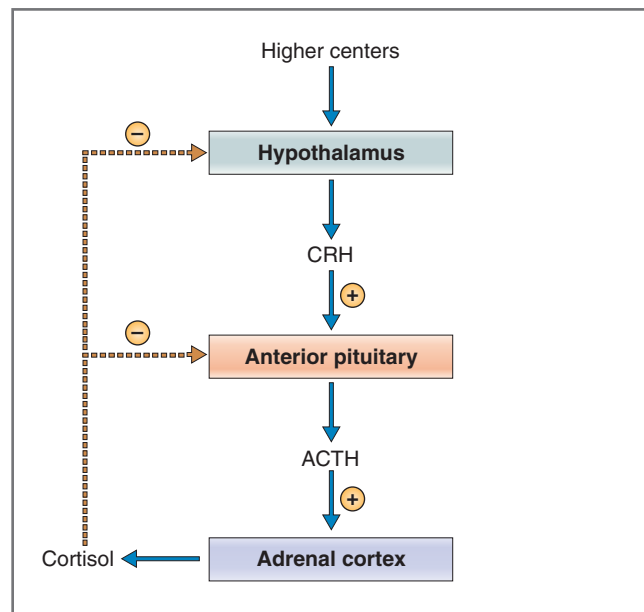 Higher centers
−
Hypothalamus
CRH
+
−
Anterior pituitary
ACTH
+
Cortisol
Adrenal cortex